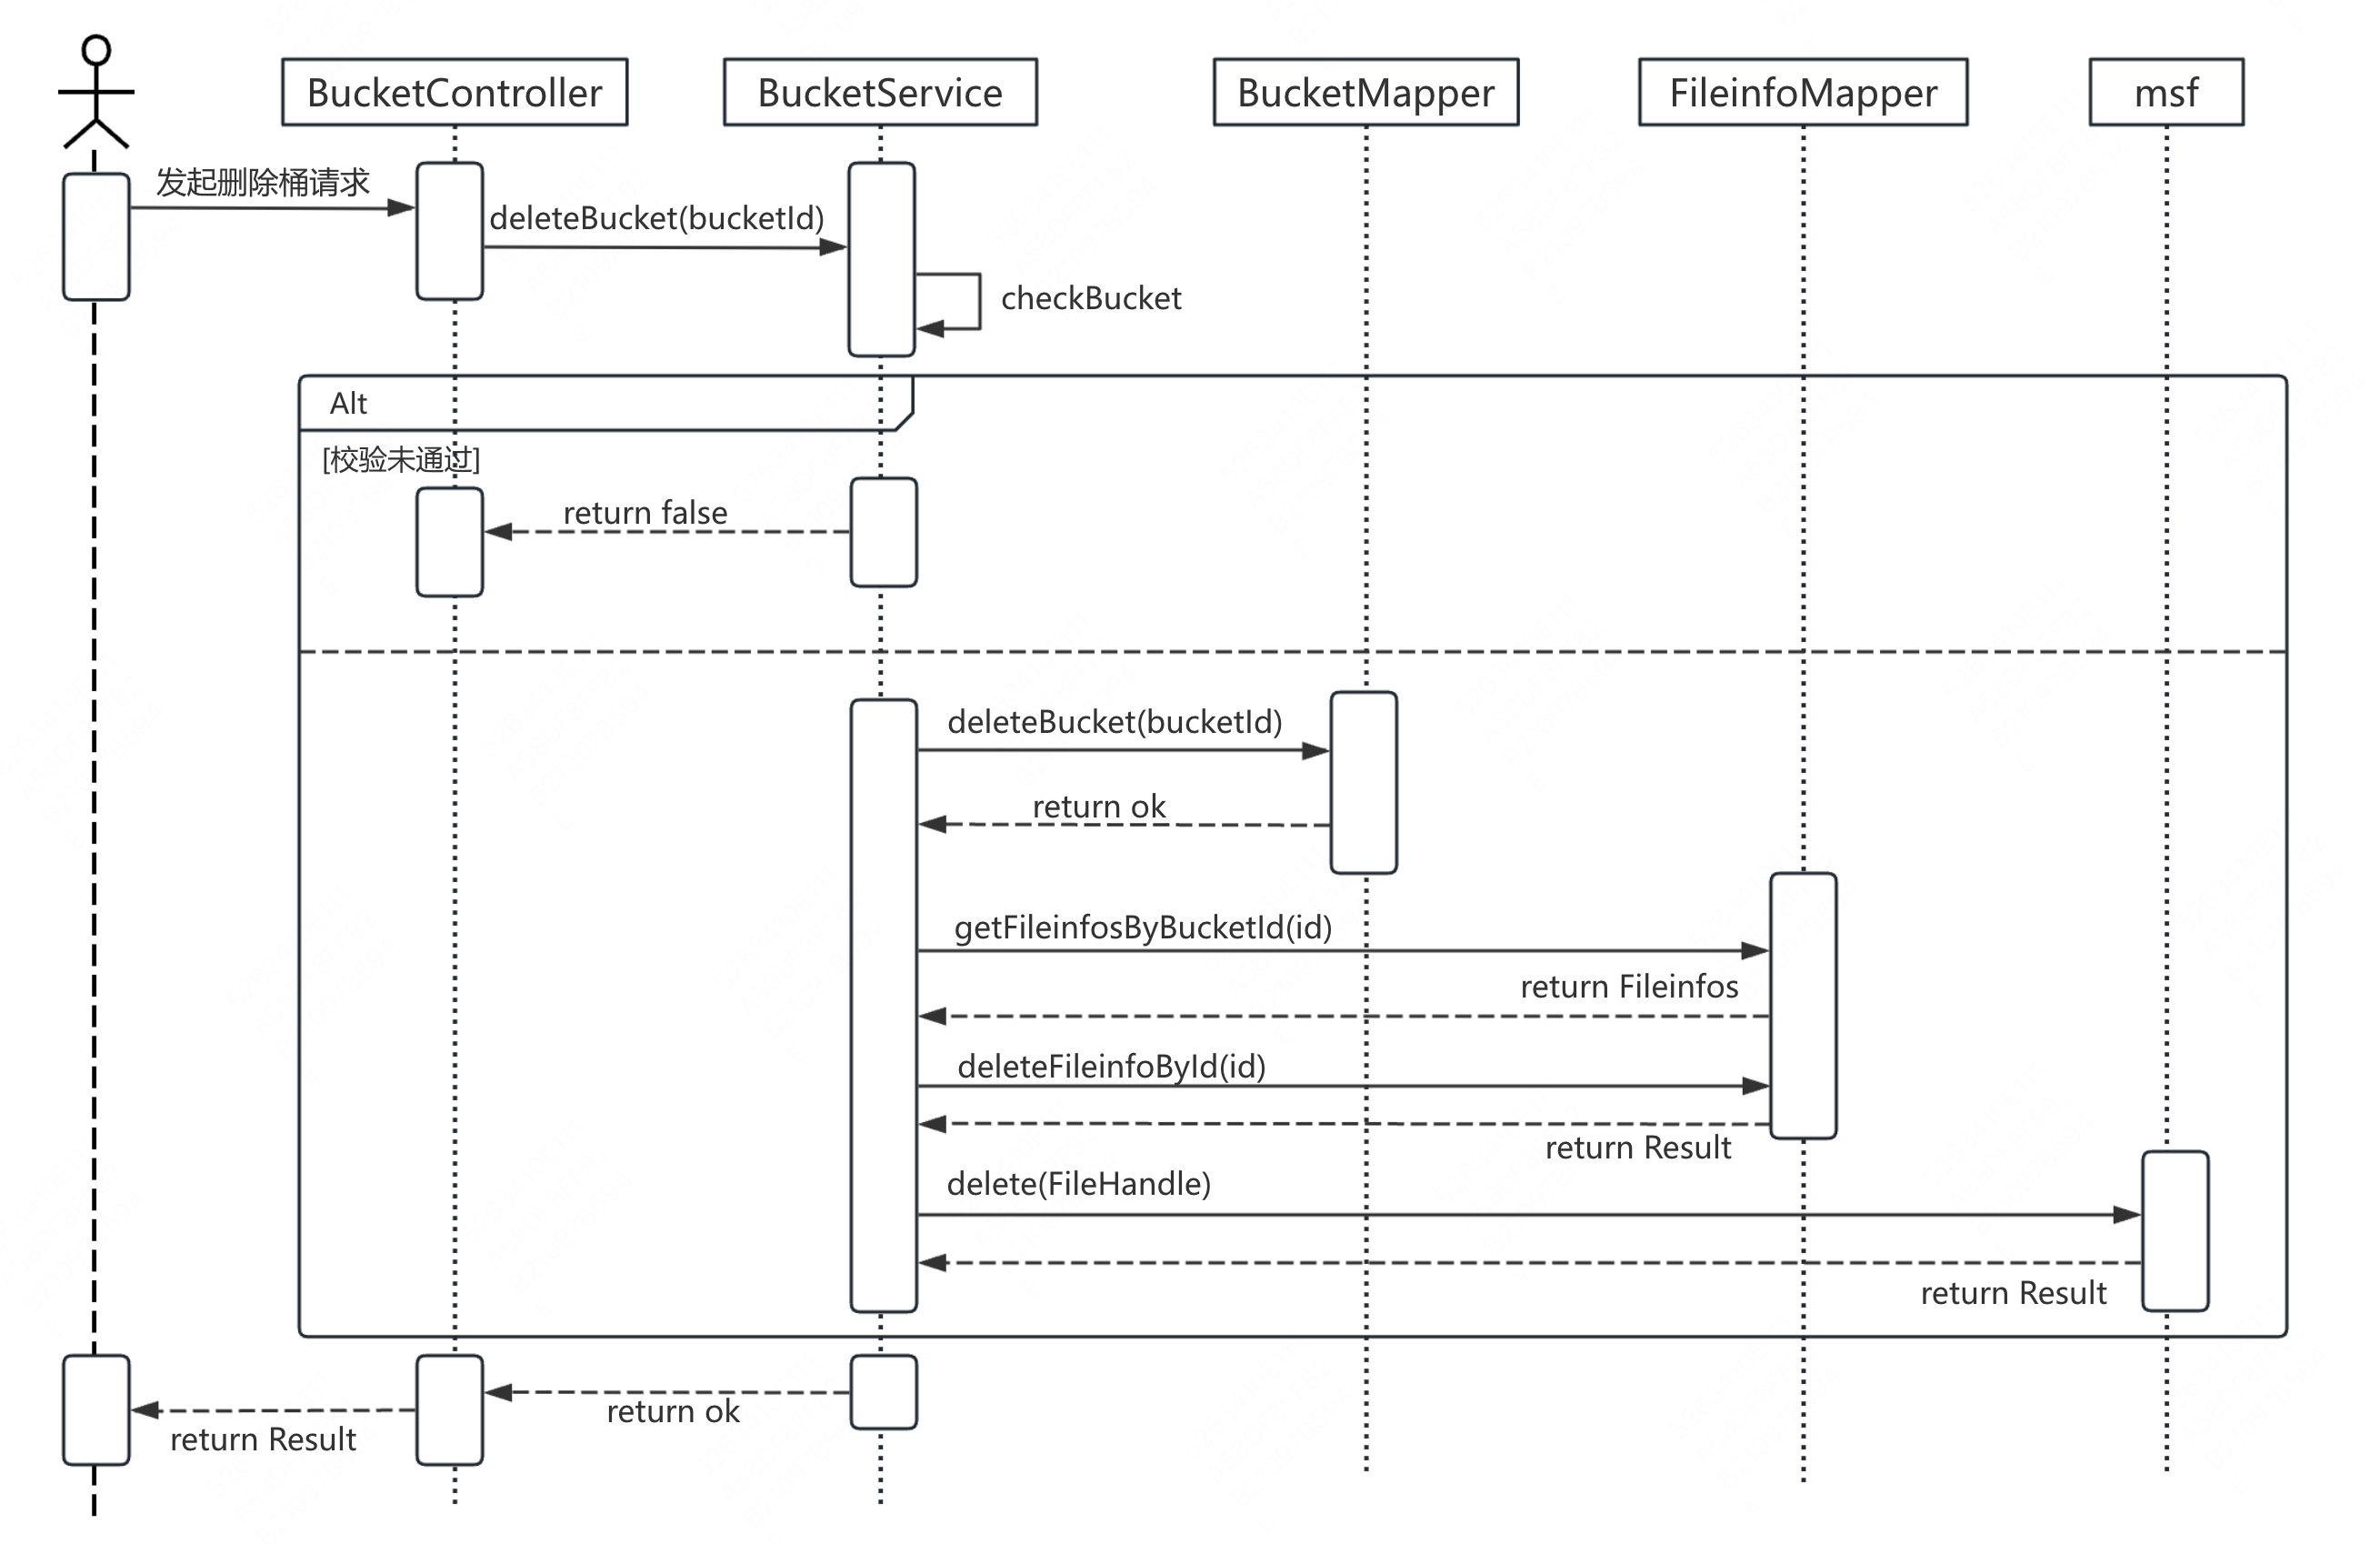 BucketController
BucketService
BucketMapper
FileinfoMapper
msf
发起删除桶请求
deleteBucket(bucketId)
checkBucket
Alt
[校验未通过]
return false
deleteBucket(bucketId)
return ok
getFileinfosByBucketId(id)
return Fileinfos
deleteFileinfoById(id)
return Result
delete(FileHandle)
return Result
return ok
return Result